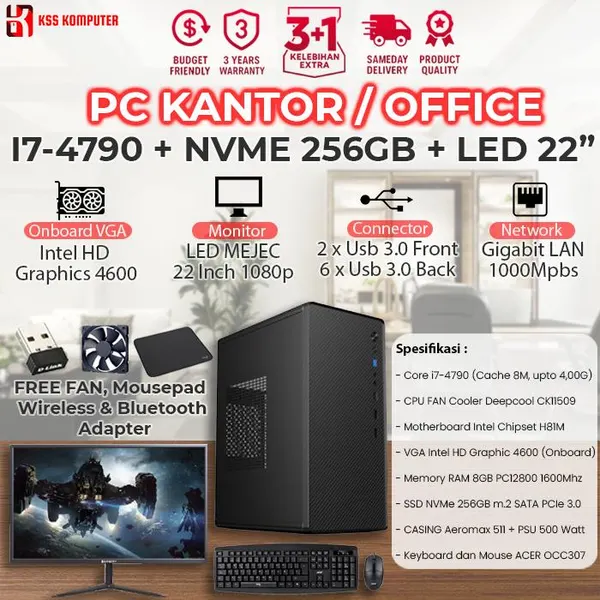 KSS KOMPUTER
BUDGET
FRIENDLY
3
YEARS
3 YEARS
WARRANTY
3+1
KELEBIHAN
EXTRA
SAMEDAY
DELIVERY
PRODUCT
QUALITY
PC KANTOR / OFFICE
I7-4790 + NVME 256GB + LED 22”
Onboard VGA
Intel HD
Graphics 4600
Monitor
LED MEJEC
22 Inch 1080p
Connector
2 x Usb 3.0 Front
6 x Usb 3.0 Back
Network
Gigabit LAN
1000Mpbs
FREE FAN, Mousepad
Wireless & Bluetooth
Adapter
Spesifikasi :
- Core i7-4790 (Cache 8M, upto 4,00G)
- CPU FAN Cooler Deepcool CK11509
- Motherboard Intel Chipset H81M
- VGA Intel HD Graphic 4600 (Onboard)
- Memory RAM 8GB PC12800 1600Mhz
- SSD NVMe 256GB m.2 SATA PCIe 3.0
- CASING Aeromax 511 + PSU 500 Watt
- Keyboard dan Mouse ACER OCC307